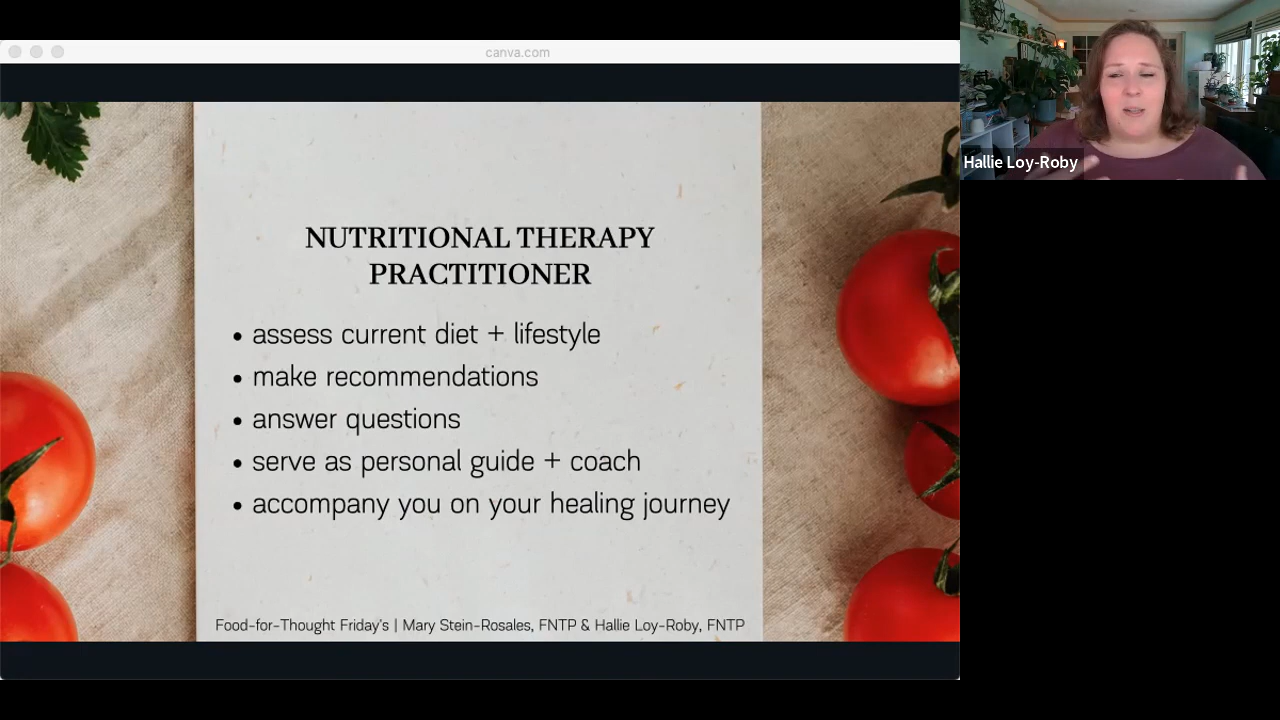 canva.com
NUTRITIONAL THERAPY
PRACTITIONER
• assess current diet + lifestyle
• make recommendations
• answer questions
• serve as personal guide + coach
• accompany you on your healing journey
Food-for-Thought Friday's | Mary Stein-Rosales, FNTP & Hallie Loy-Roby, FNTP
Hallie Loy-Roby